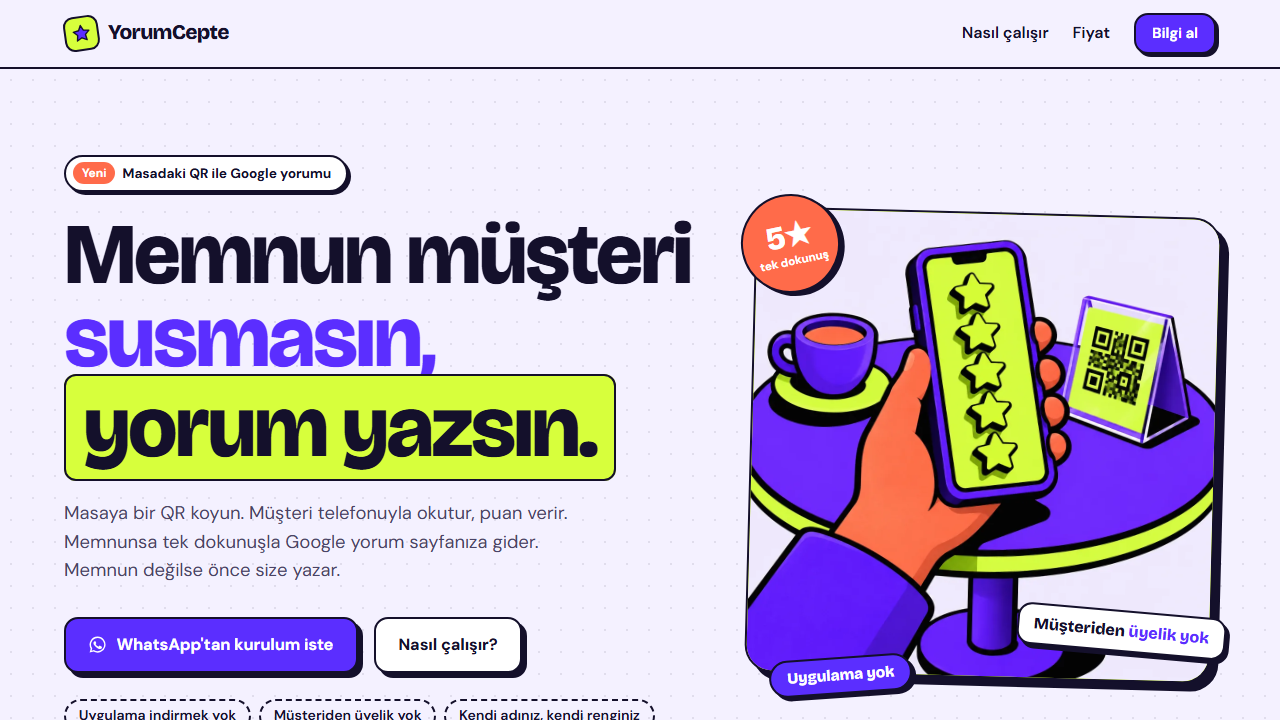 YorumCepte
Nasıl çalışır
Fiyat
Bilgi al
Yeni
Masadaki QR ile Google yorumu
Memnun müşteri
susmasın,
yorum yazsın.
Masaya bir QR koyun. Müşteri telefonuyla okutur, puan verir.
Memnunsa tek dokunuşla Google yorum sayfanıza gider.
Memnun değilse önce size yazar.
WhatsApp'tan kurulum iste
Nasıl çalışır?
Uygulama indirmek yok
Müşteriden üyelik yok
Kendi adınız, kendi renginiz
5★
tek dokunuş
Müşteriden üyelik yok
Uygulama yok